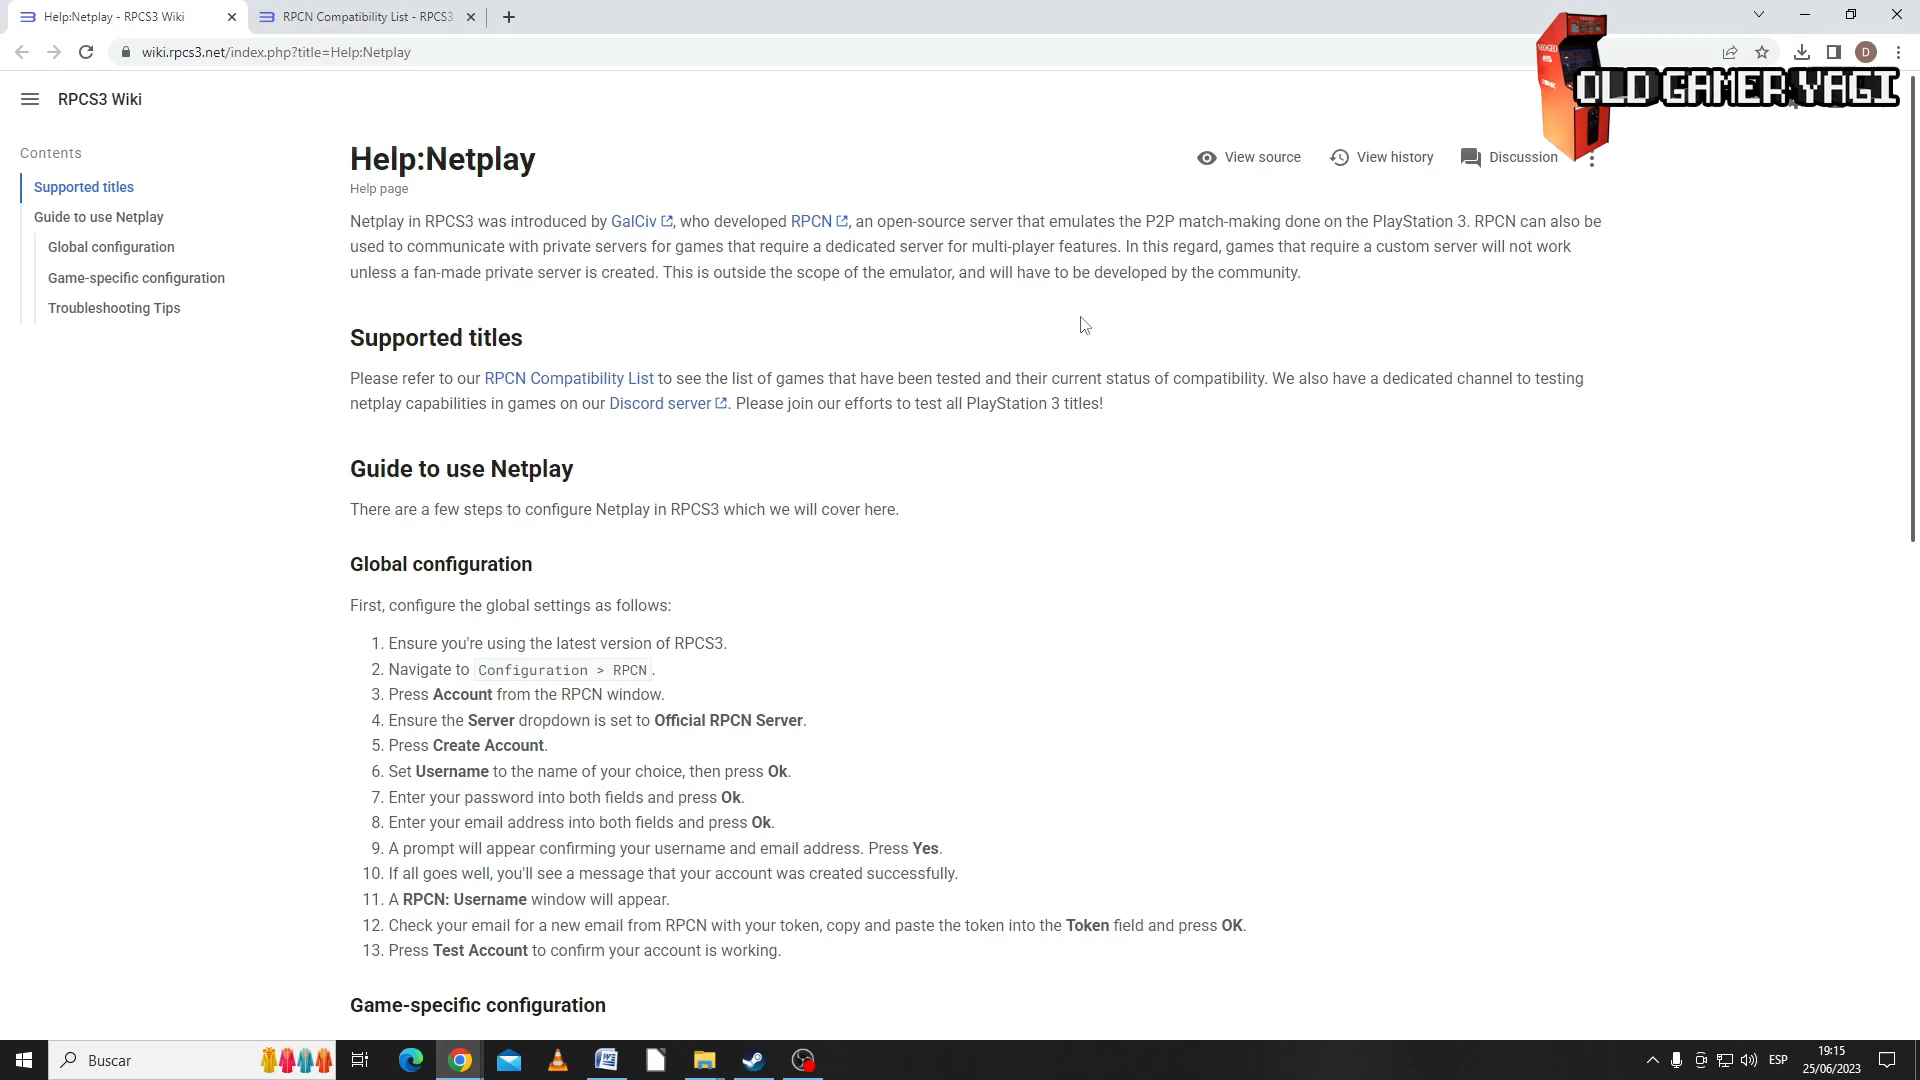 Help:Netplay - RPCS3 Wiki
RPCN Compatibility List - RPCS3
wiki.rpcs3.net/index.php?title=Help:Netplay
D
NEOGEO
OLD GAMER YAGI
RPCS3 Wiki
Contents
Supported titles
Guide to use Netplay
Global configuration
Game-specific configuration
Troubleshooting Tips
Help:Netplay
View source
View history
Discussion
Help page
Netplay in RPCS3 was introduced by GalCiv, who developed RPCN, an open-source server that emulates the P2P match-making done on the PlayStation 3. RPCN can also be
used to communicate with private servers for games that require a dedicated server for multi-player features. In this regard, games that require a custom server will not work
unless a fan-made private server is created. This is outside the scope of the emulator, and will have to be developed by the community.
Supported titles
Please refer to our RPCN Compatibility List to see the list of games that have been tested and their current status of compatibility. We also have a dedicated channel to testing
netplay capabilities in games on our Discord server. Please join our efforts to test all PlayStation 3 titles!
Guide to use Netplay
There are a few steps to configure Netplay in RPCS3 which we will cover here.
Global configuration
First, configure the global settings as follows:
1. Ensure you're using the latest version of RPCS3.
2. Navigate to Configuration > RPCN.
3. Press Account from the RPCN window.
4. Ensure the Server dropdown is set to Official RPCN Server.
5. Press Create Account.
6. Set Username to the name of your choice, then press Ok.
7. Enter your password into both fields and press Ok.
8. Enter your email address into both fields and press Ok.
9. A prompt will appear confirming your username and email address. Press Yes.
10. If all goes well, you'll see a message that your account was created successfully.
11. A RPCN: Username window will appear.
12. Check your email for a new email from RPCN with your token, copy and paste the token into the Token field and press OK.
13. Press Test Account to confirm your account is working.
Game-specific configuration
Buscar
ESP
19:15
25/06/2023